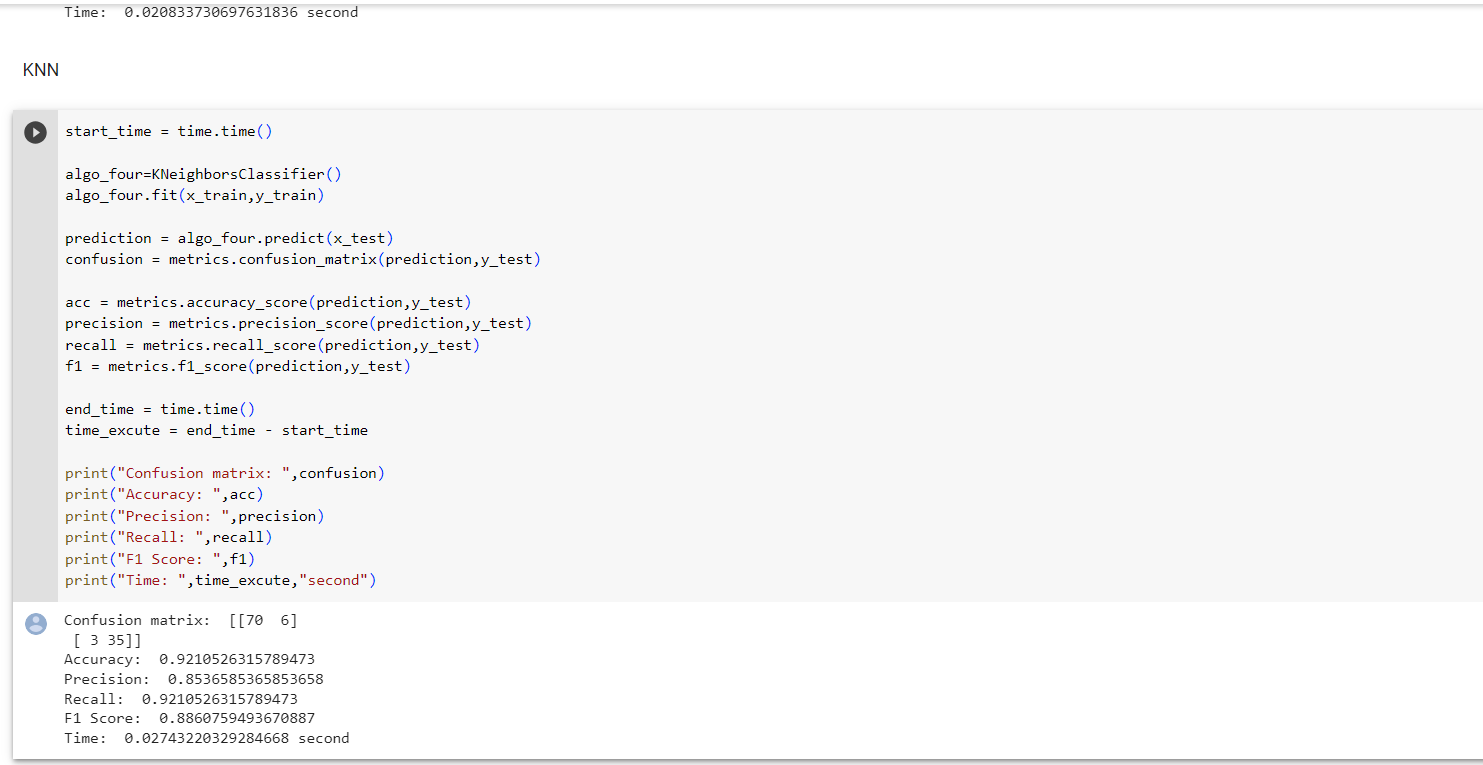 Time:  0.020833730697631836 second
KNN
start_time = time.time()
algo_four=KNeighborsClassifier()
algo_four.fit(x_train,y_train)
prediction = algo_four.predict(x_test)
confusion = metrics.confusion_matrix(prediction,y_test)
acc = metrics.accuracy_score(prediction,y_test)
precision = metrics.precision_score(prediction,y_test)
recall = metrics.recall_score(prediction,y_test)
f1 = metrics.f1_score(prediction,y_test)
end_time = time.time()
time_excute = end_time - start_time
print("Confusion matrix: ",confusion)
print("Accuracy: ",acc)
print("Precision: ",precision)
print("Recall: ",recall)
print("F1 Score: ",f1)
print("Time: ",time_excute,"second")
Confusion matrix:  [[70  6]
 [ 3 35]]
Accuracy:  0.9210526315789473
Precision:  0.8536585365853658
Recall:  0.9210526315789473
F1 Score:  0.8860759493670887
Time:  0.02743220329284668 second